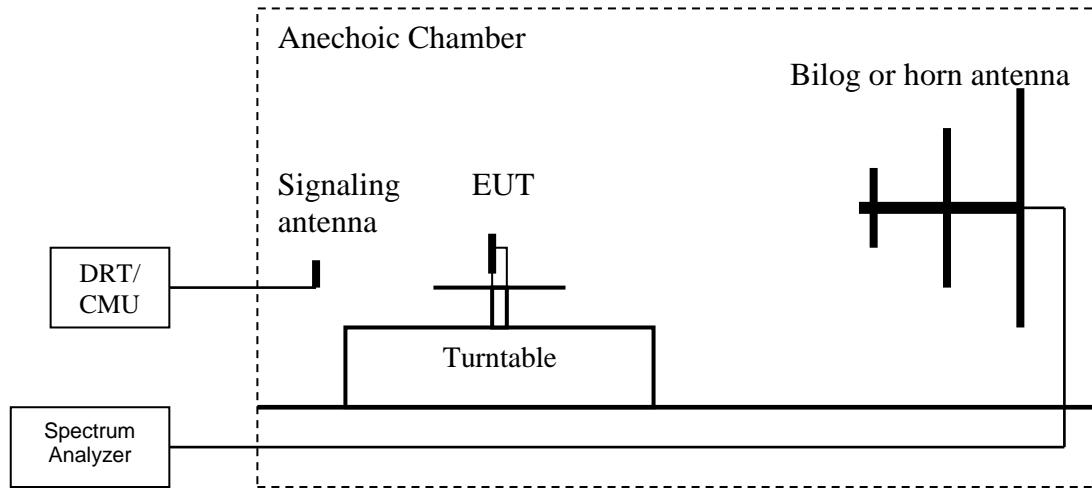 Anechoic Chamber
Bilog or horn antenna
Signaling
antenna
EUT
DRT/
CMU
Turntable
Spectrum
Analyzer